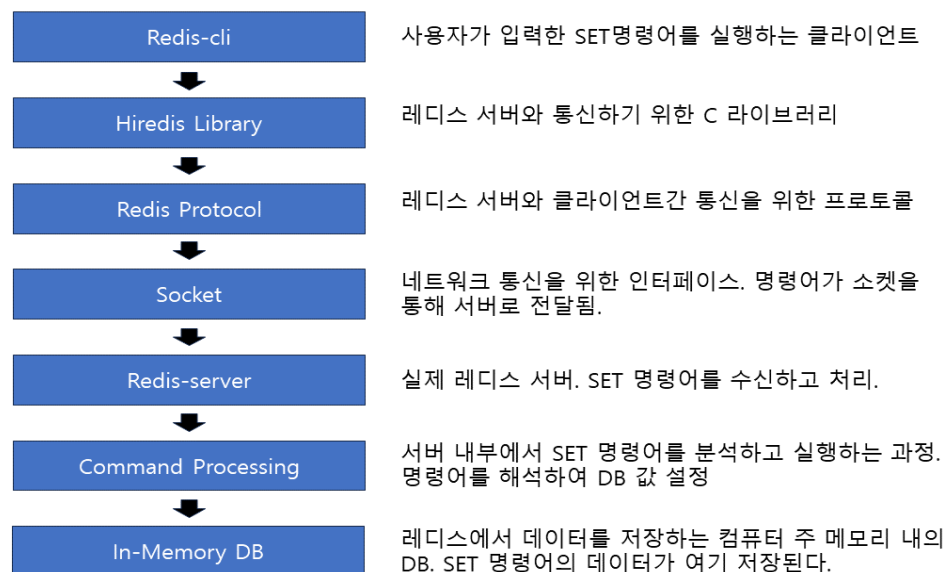 Redis-cli
사용자가 입력한 SET명령어를 실행하는 클라이언트
Hiredis Library
레디스 서버와 통신하기 위한 C 라이브러리
Redis Protocol
레디스 서버와 클라이언트간 통신을 위한 프로토콜
Socket
네트워크 통신을 위한 인터페이스. 명령어가 소켓을
통해 서버로 전달됨.
Redis-server
실제 레디스 서버. SET 명령어를 수신하고 처리.
Command Processing
서버 내부에서 SET 명령어를 분석하고 실행하는 과정.
명령어를 해석하여 DB 값 설정
In-Memory DB
레디스에서 데이터를 저장하는 컴퓨터 주 메모리 내의
DB. SET 명령어의 데이터가 여기 저장된다.